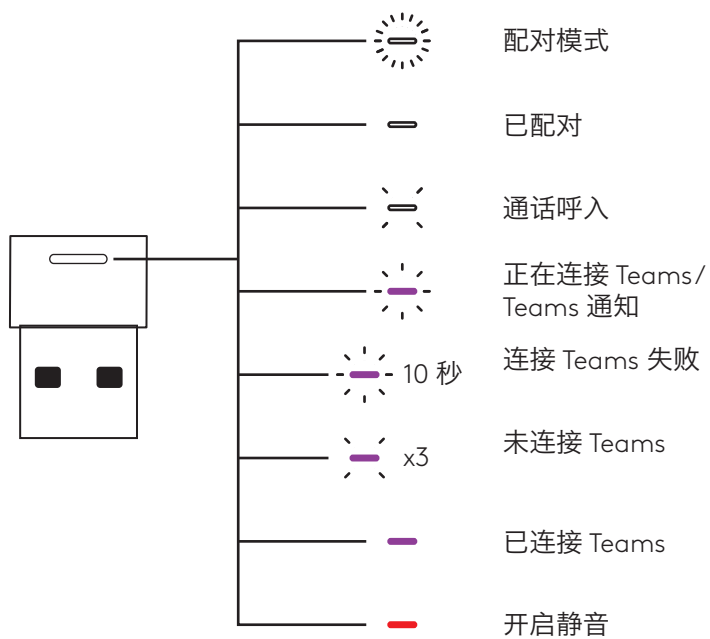 配对模式
已配对
通话呼入
正在连接 Teams/
Teams 通知
10 秒 连接 Teams 失败
x3 未连接 Teams
已连接 Teams
开启静音